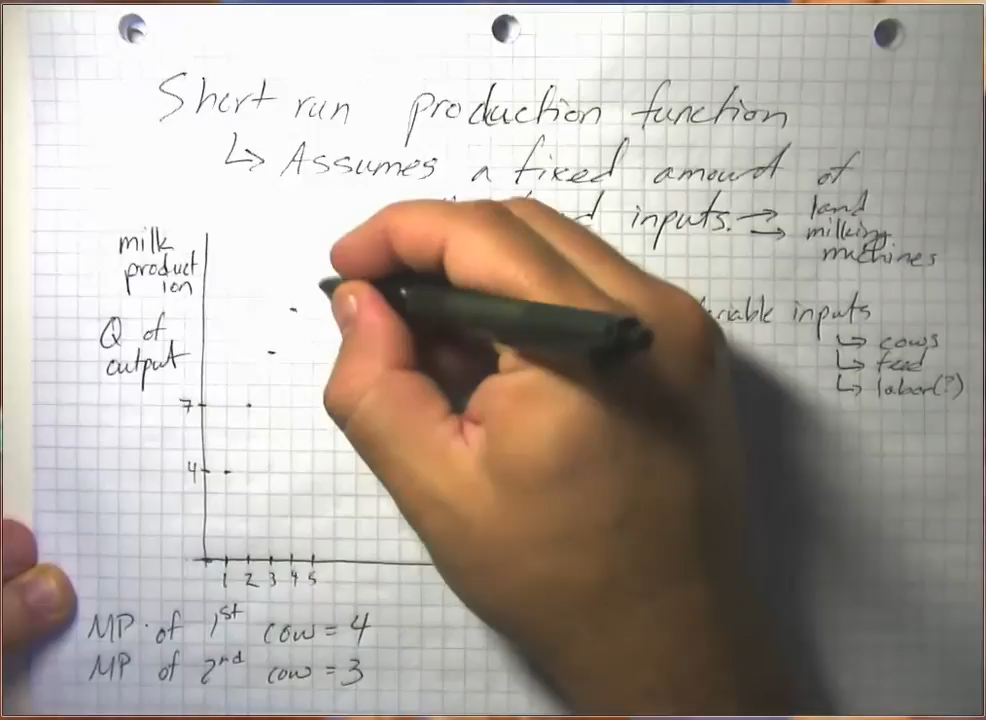 Short run production function
↳ Assumes a fixed amount of
inputs. → land
→ milking
machines
milk
product
ion
Q of
output
7
4
1 2 3 4 5
inputs
↳ cows
↳ feed
↳ labor(?)
MP of 1st cow = 4
MP of 2nd cow = 3